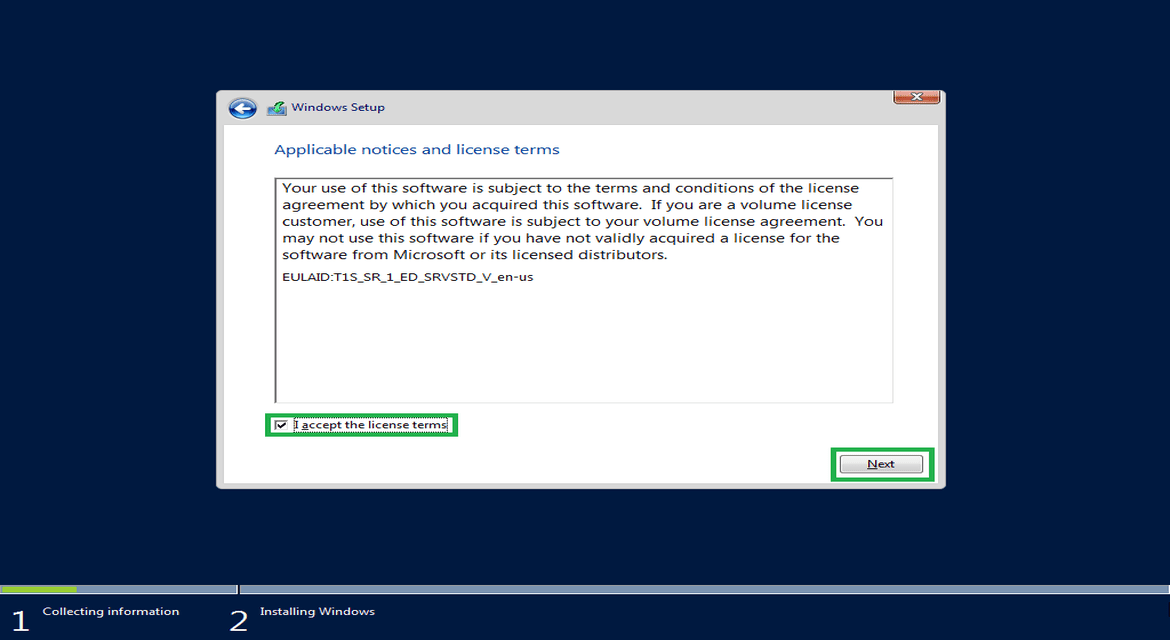 Windows Setup
Applicable notices and license terms
Your use of this software is subject to the terms and conditions of the license
agreement by which you acquired this software.  If you are a volume license
customer, use of this software is subject to your volume license agreement.  You
may not use this software if you have not validly acquired a license for the
software from Microsoft or its licensed distributors.
EULAID:T1S_SR_1_ED_SRVSTD_V_en-us
I accept the license terms
Next
1 Collecting information
2 Installing Windows